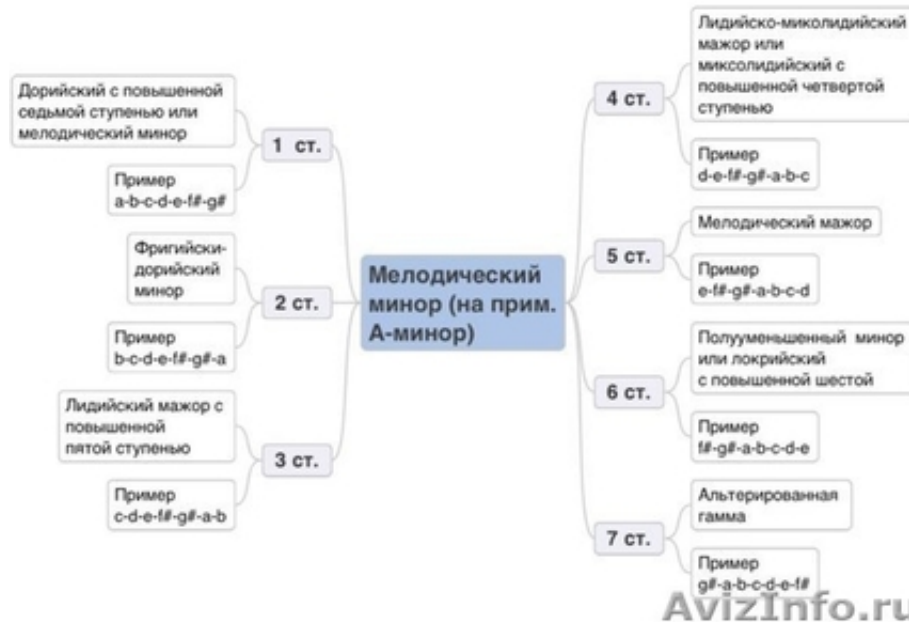 Мелодический
минор (на прим.
А-минор)
1 ст.
Дорийский с повышенной
седьмой ступенью или
мелодический минор
Пример
a-b-c-d-e-f#-g#
2 ст.
Фригийски-
дорийский
минор
Пример
b-c-d-e-f#-g#-a
3 ст.
Лидийский мажор с
повышенной
пятой ступенью
Пример
c-d-e-f#-g#-a-b
4 ст.
Лидийско-миколидийский
мажор или
миксолидийский с
повышенной четвертой
ступенью
Пример
d-e-f#-g#-a-b-c
5 ст.
Мелодический мажор
Пример
e-f#-g#-a-b-c-d
6 ст.
Полууменьшенный минор
или локрийский
с повышенной шестой
Пример
f#-g#-a-b-c-d-e
7 ст.
Альтерированная
гамма
Пример
g#-a-b-c-d-e-f#
AvizInfo.ru